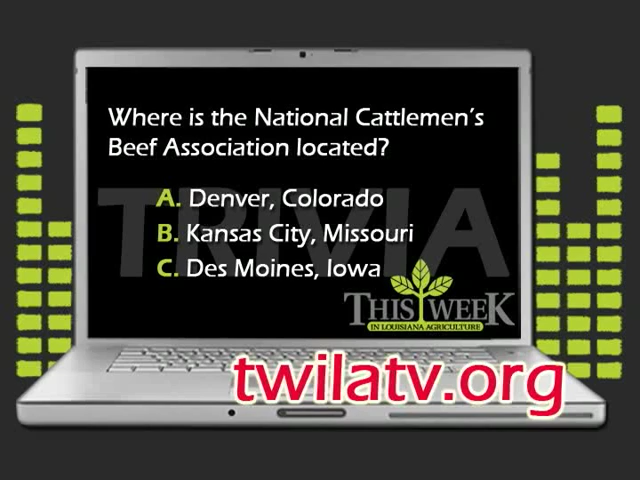 Where is the National Cattlemen's
Beef Association located?
TRIVIA
A. Denver, Colorado
B. Kansas City, Missouri
C. Des Moines, Iowa
THIS WEEK
IN LOUISIANA AGRICULTURE
twilatv.org